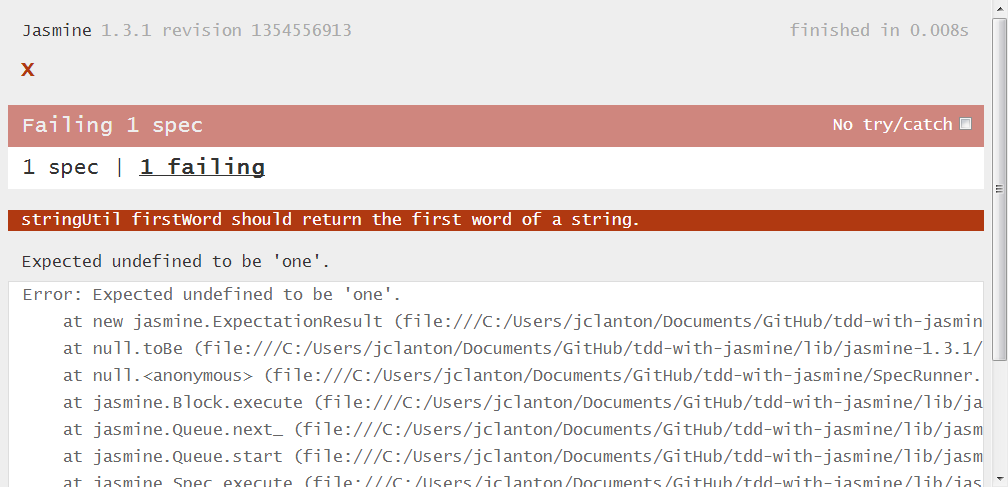 Jasmine 1.3.1 revision 1354556913 finished in 0.008s
x
Failing 1 spec No try/catch
1 spec | 1 failing
stringUtil firstWord should return the first word of a string.
Expected undefined to be 'one'.
Error: Expected undefined to be 'one'.
at new jasmine.ExpectationResult (file:///C:/Users/jclanton/Documents/GitHub/tdd-with-jasmin
at null.toBe (file:///C:/Users/jclanton/Documents/GitHub/tdd-with-jasmine/lib/jasmine-1.3.1/
at null.<anonymous> (file:///C:/Users/jclanton/Documents/GitHub/tdd-with-jasmine/SpecRunner.
at jasmine.Block.execute (file:///C:/Users/jclanton/Documents/GitHub/tdd-with-jasmine/lib/ja
at jasmine.Queue.next_ (file:///C:/Users/jclanton/Documents/GitHub/tdd-with-jasmine/lib/jasm
at jasmine.Queue.start (file:///C:/Users/jclanton/Documents/GitHub/tdd-with-jasmine/lib/jasm
at jasmine.Spec.execute (file:///C:/Users/jclanton/Documents/GitHub/tdd-with-jasmine/lib/jas